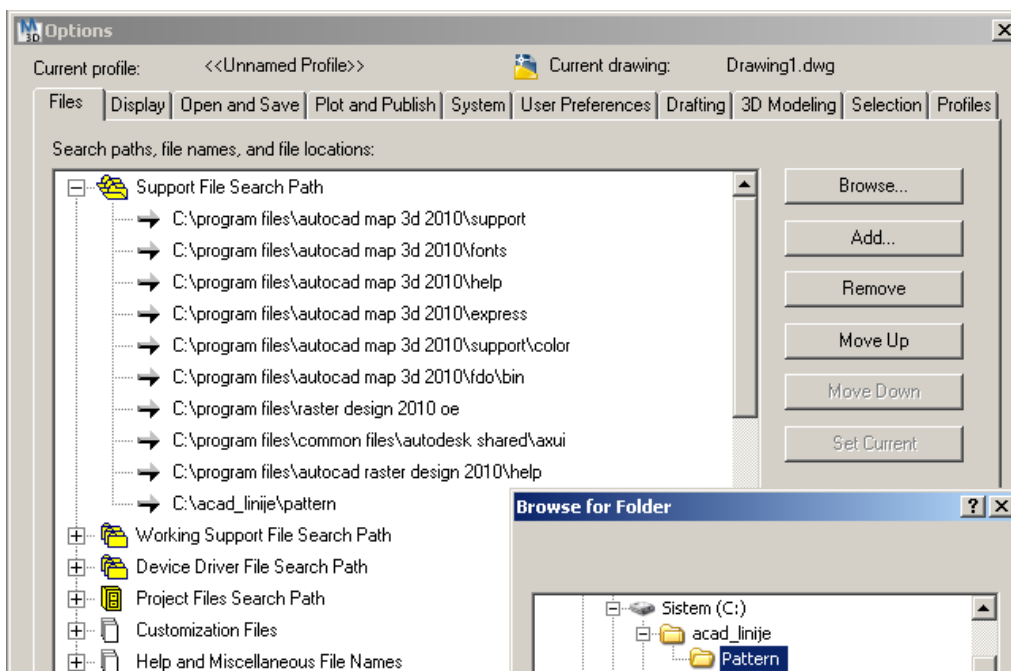 M 3D Options
Current profile: <<Unnamed Profile>> Current drawing: Drawing1.dwg
Files Display Open and Save Plot and Publish System User Preferences Drafting 3D Modeling Selection Profiles
Search paths, file names, and file locations:
Support File Search Path
C:\program files\autocad map 3d 2010\support
C:\program files\autocad map 3d 2010\fonts
C:\program files\autocad map 3d 2010\help
C:\program files\autocad map 3d 2010\express
C:\program files\autocad map 3d 2010\support\color
C:\program files\autocad map 3d 2010\fdo\bin
C:\program files\raster design 2010 oe
C:\program files\common files\autodesk shared\axui
C:\program files\autocad raster design 2010\help
C:\acad_linije\pattern
Working Support File Search Path
Device Driver File Search Path
Project Files Search Path
Customization Files
Help and Miscellaneous File Names
Browse...
Add...
Remove
Move Up
Move Down
Set Current
Browse for Folder
Sistem (C:)
acad_linije
Pattern